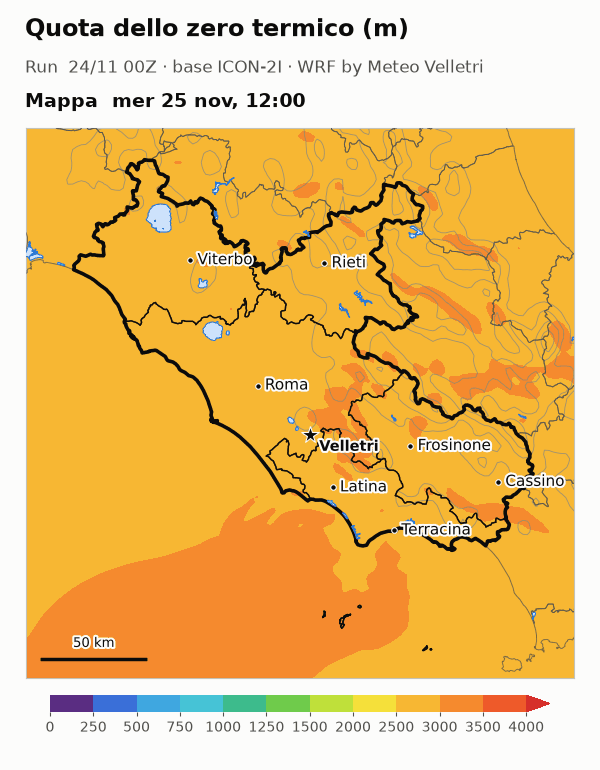 Quota dello zero termico (m)
Run 24/11 00Z · base ICON-2I · WRF by Meteo Velletri
Mappa mer 25 nov, 12:00
Viterbo
Rieti
Roma
Velletri
Frosinone
Latina
Cassino
Terracina
50 km
0 250 500 750 1000 1250 1500 2000 2500 3000 3500 4000